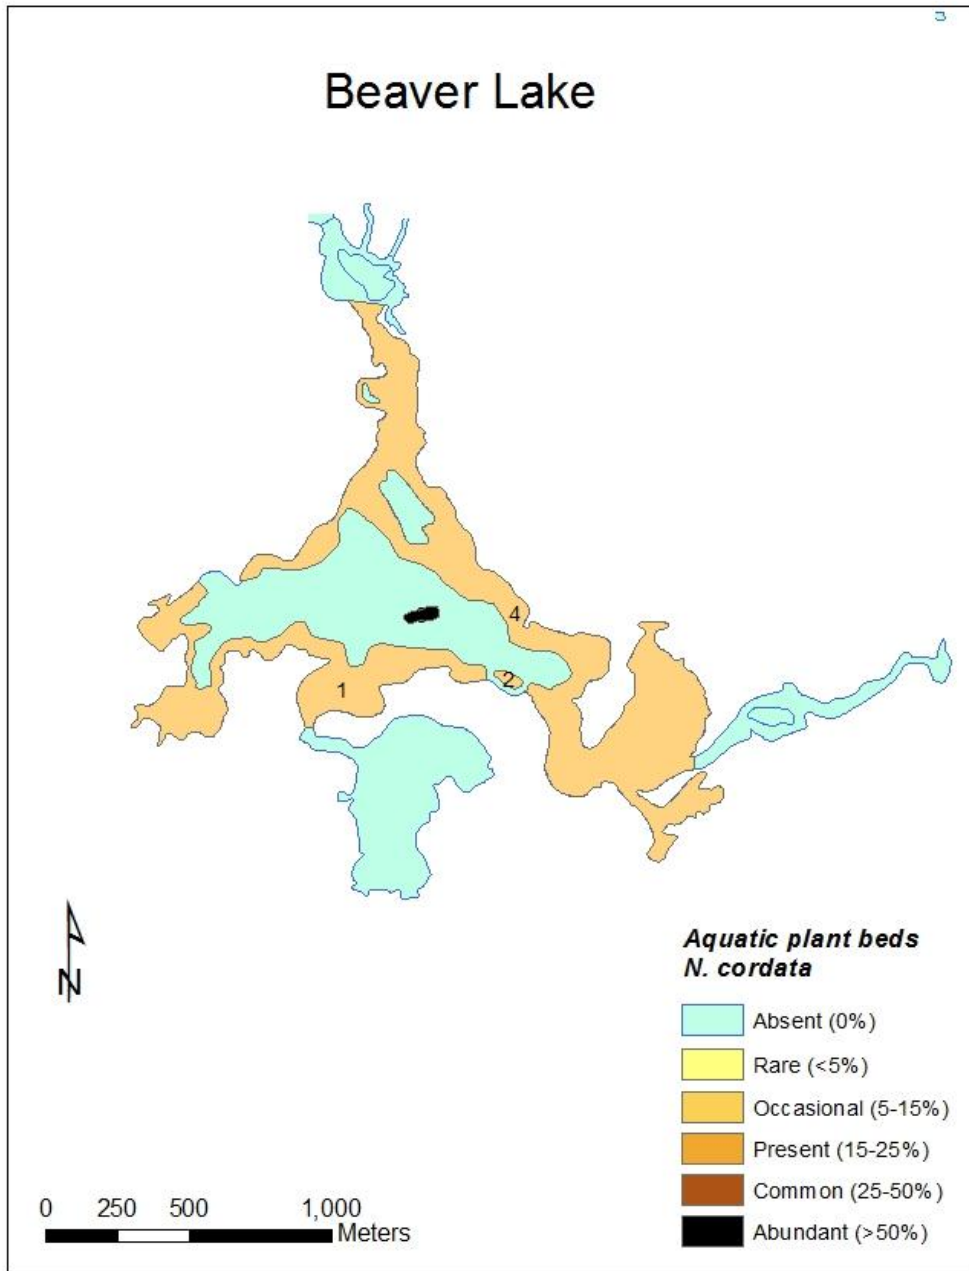 Beaver Lake
4
2
1
N
Aquatic plant beds
N. cordata
Absent (0%)
Rare (<5%)
Occasional (5-15%)
Present (15-25%)
Common (25-50%)
Abundant (>50%)
0 250 500 1,000
Meters